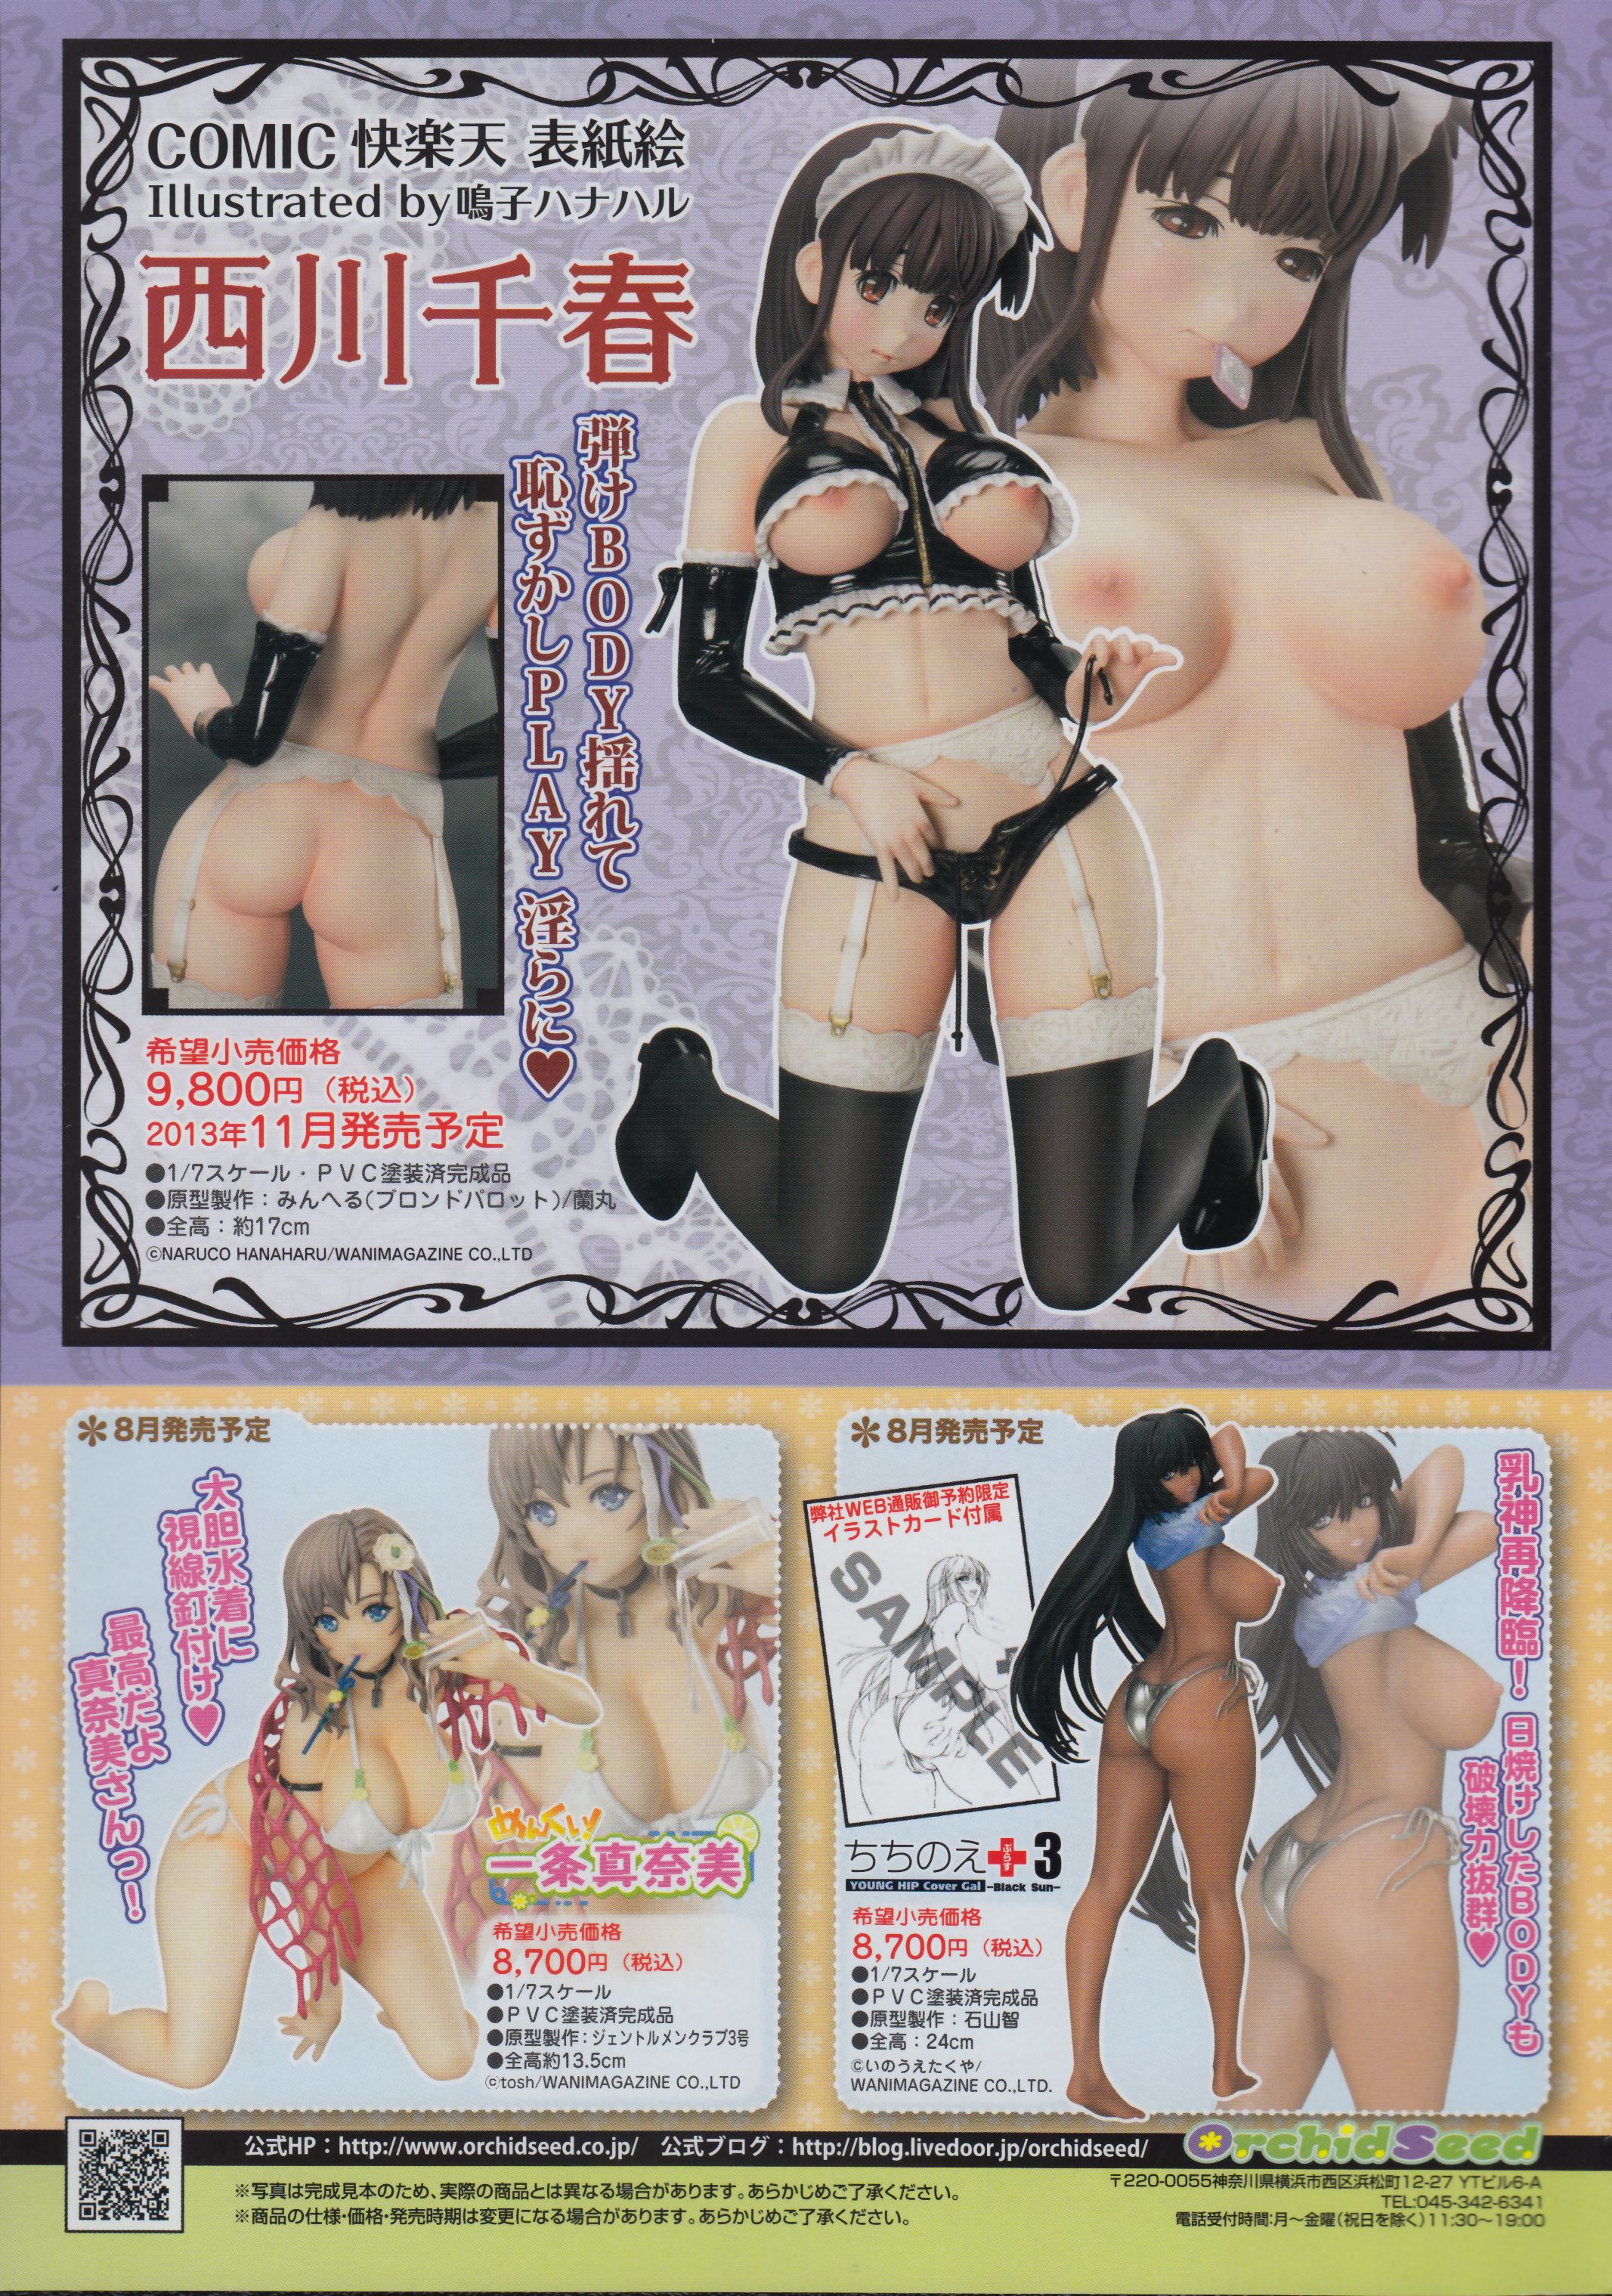 COMIC 快楽天 表紙絵
Illustrated by 鳴子ハナハル
西川千春
弾けBODY揺れて
恥ずかしPLAY 淫らに♥
希望小売価格
9,800円（税込）
2013年11月発売予定
●1/7スケール・ＰＶＣ塗装済完成品
●原型製作：みんへる(ブロンドパロット)/蘭丸
●全高：約17cm
©NARUCO HANAHARU/WANIMAGAZINE CO.,LTD
＊8月発売予定
大胆水着に
視線釘付け♥
最高だよ
真奈美さんっ！
めんくい！
一条真奈美
希望小売価格
8,700円（税込）
●1/7スケール
●ＰＶＣ塗装済完成品
●原型製作：ジェントルメンクラブ3号
●全高約13.5cm
©tosh/WANIMAGAZINE CO.,LTD
＊8月発売予定
弊社WEB通販御予約限定
イラストカード付属
SAMPLE
乳神再降臨！ 日焼けしたBODYも
破壊力抜群♥
ちちのえ+3
ぷらす
YOUNG HIP Cover Gal -Black Sun-
希望小売価格
8,700円（税込）
●1/7スケール
●ＰＶＣ塗装済完成品
●原型製作：石山智
●全高：24cm
©いのうえたくや/
WANIMAGAZINE CO.,LTD.
公式HP：http://www.orchidseed.co.jp/ 公式ブログ：http://blog.livedoor.jp/orchidseed/
OrchidSeed
※写真は完成見本のため、実際の商品とは異なる場合があります。あらかじめご了承ください。
※商品の仕様・価格・発売時期は変更になる場合があります。あらかじめご了承ください。
〒220-0055神奈川県横浜市西区浜松町12-27 YTビル6-A
TEL:045-342-6341
電話受付時間:月～金曜(祝日を除く)11:30～19:00